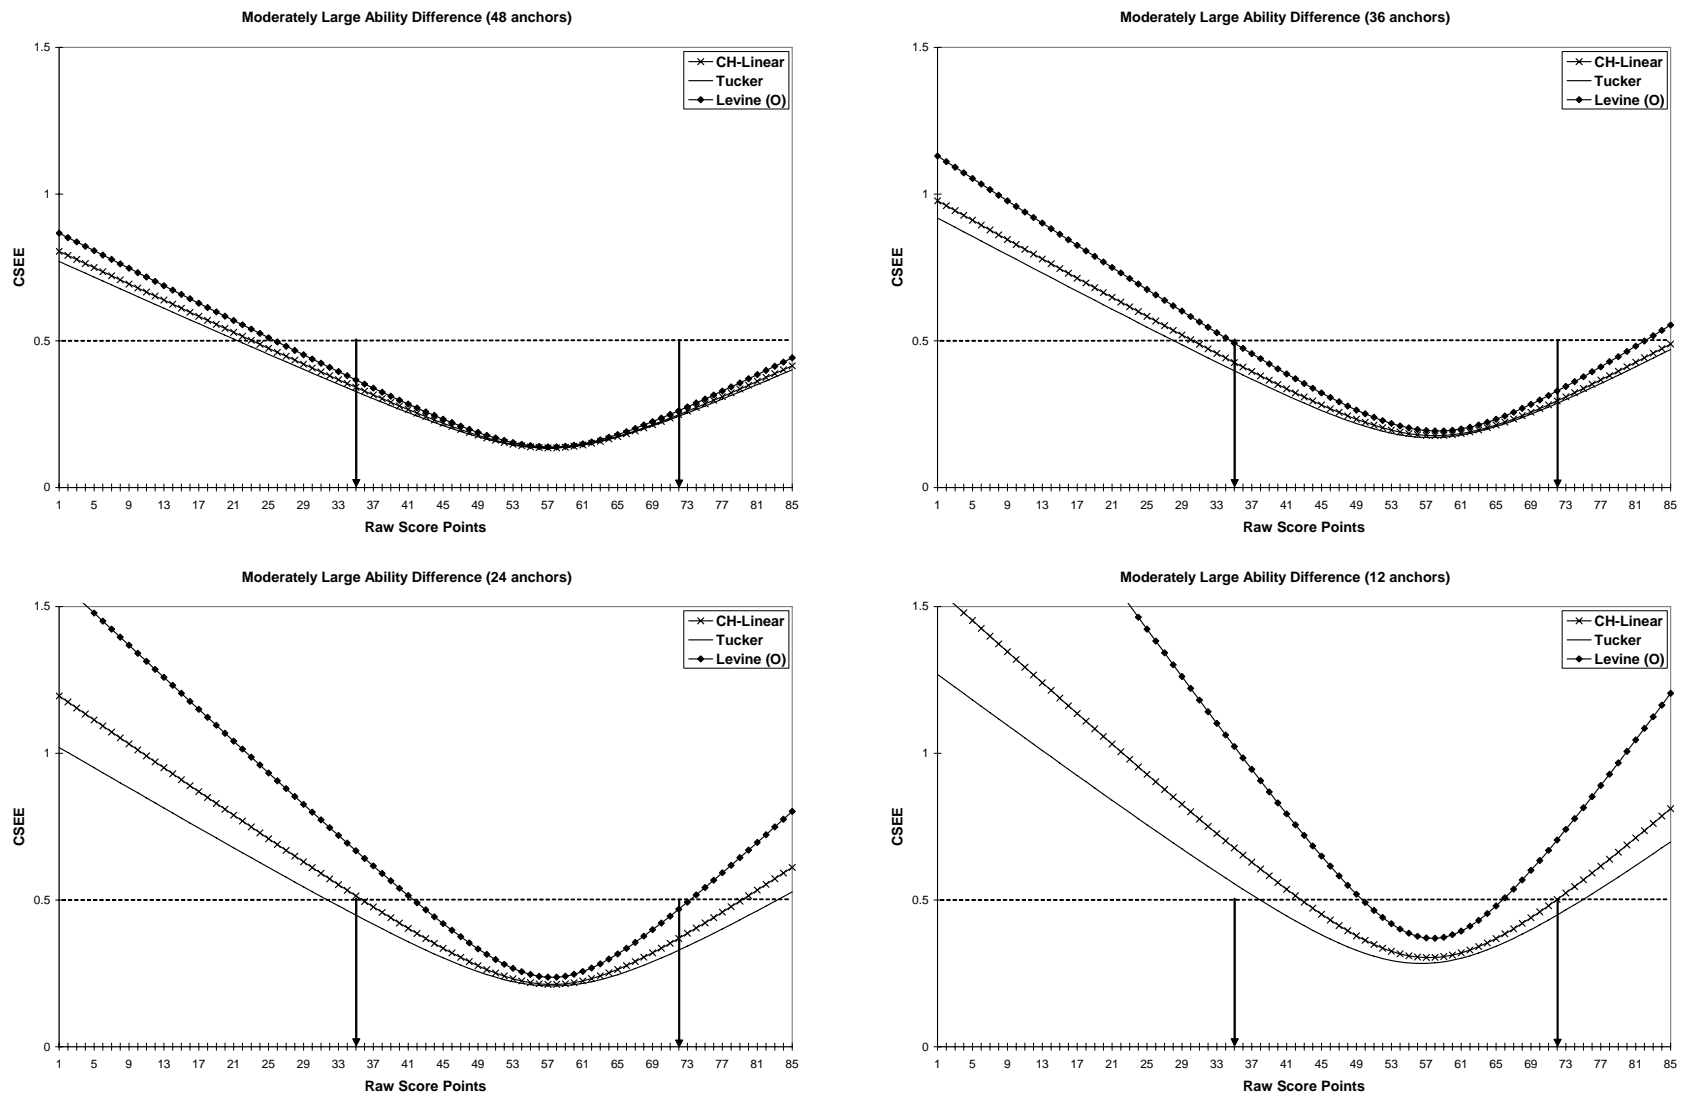 Moderately Large Ability Difference (48 anchors)
1.5
1
0.5
0
CSEE
CH-Linear
Tucker
Levine (O)
1 5 9 13 17 21 25 29 33 37 41 45 49 53 57 61 65 69 73 77 81 85
Raw Score Points
Moderately Large Ability Difference (36 anchors)
1.5
1
0.5
0
CSEE
CH-Linear
Tucker
Levine (O)
1 5 9 13 17 21 25 29 33 37 41 45 49 53 57 61 65 69 73 77 81 85
Raw Score Points
Moderately Large Ability Difference (24 anchors)
1.5
1
0.5
0
CSEE
CH-Linear
Tucker
Levine (O)
1 5 9 13 17 21 25 29 33 37 41 45 49 53 57 61 65 69 73 77 81 85
Raw Score Points
Moderately Large Ability Difference (12 anchors)
1.5
1
0.5
0
CSEE
CH-Linear
Tucker
Levine (O)
1 5 9 13 17 21 25 29 33 37 41 45 49 53 57 61 65 69 73 77 81 85
Raw Score Points